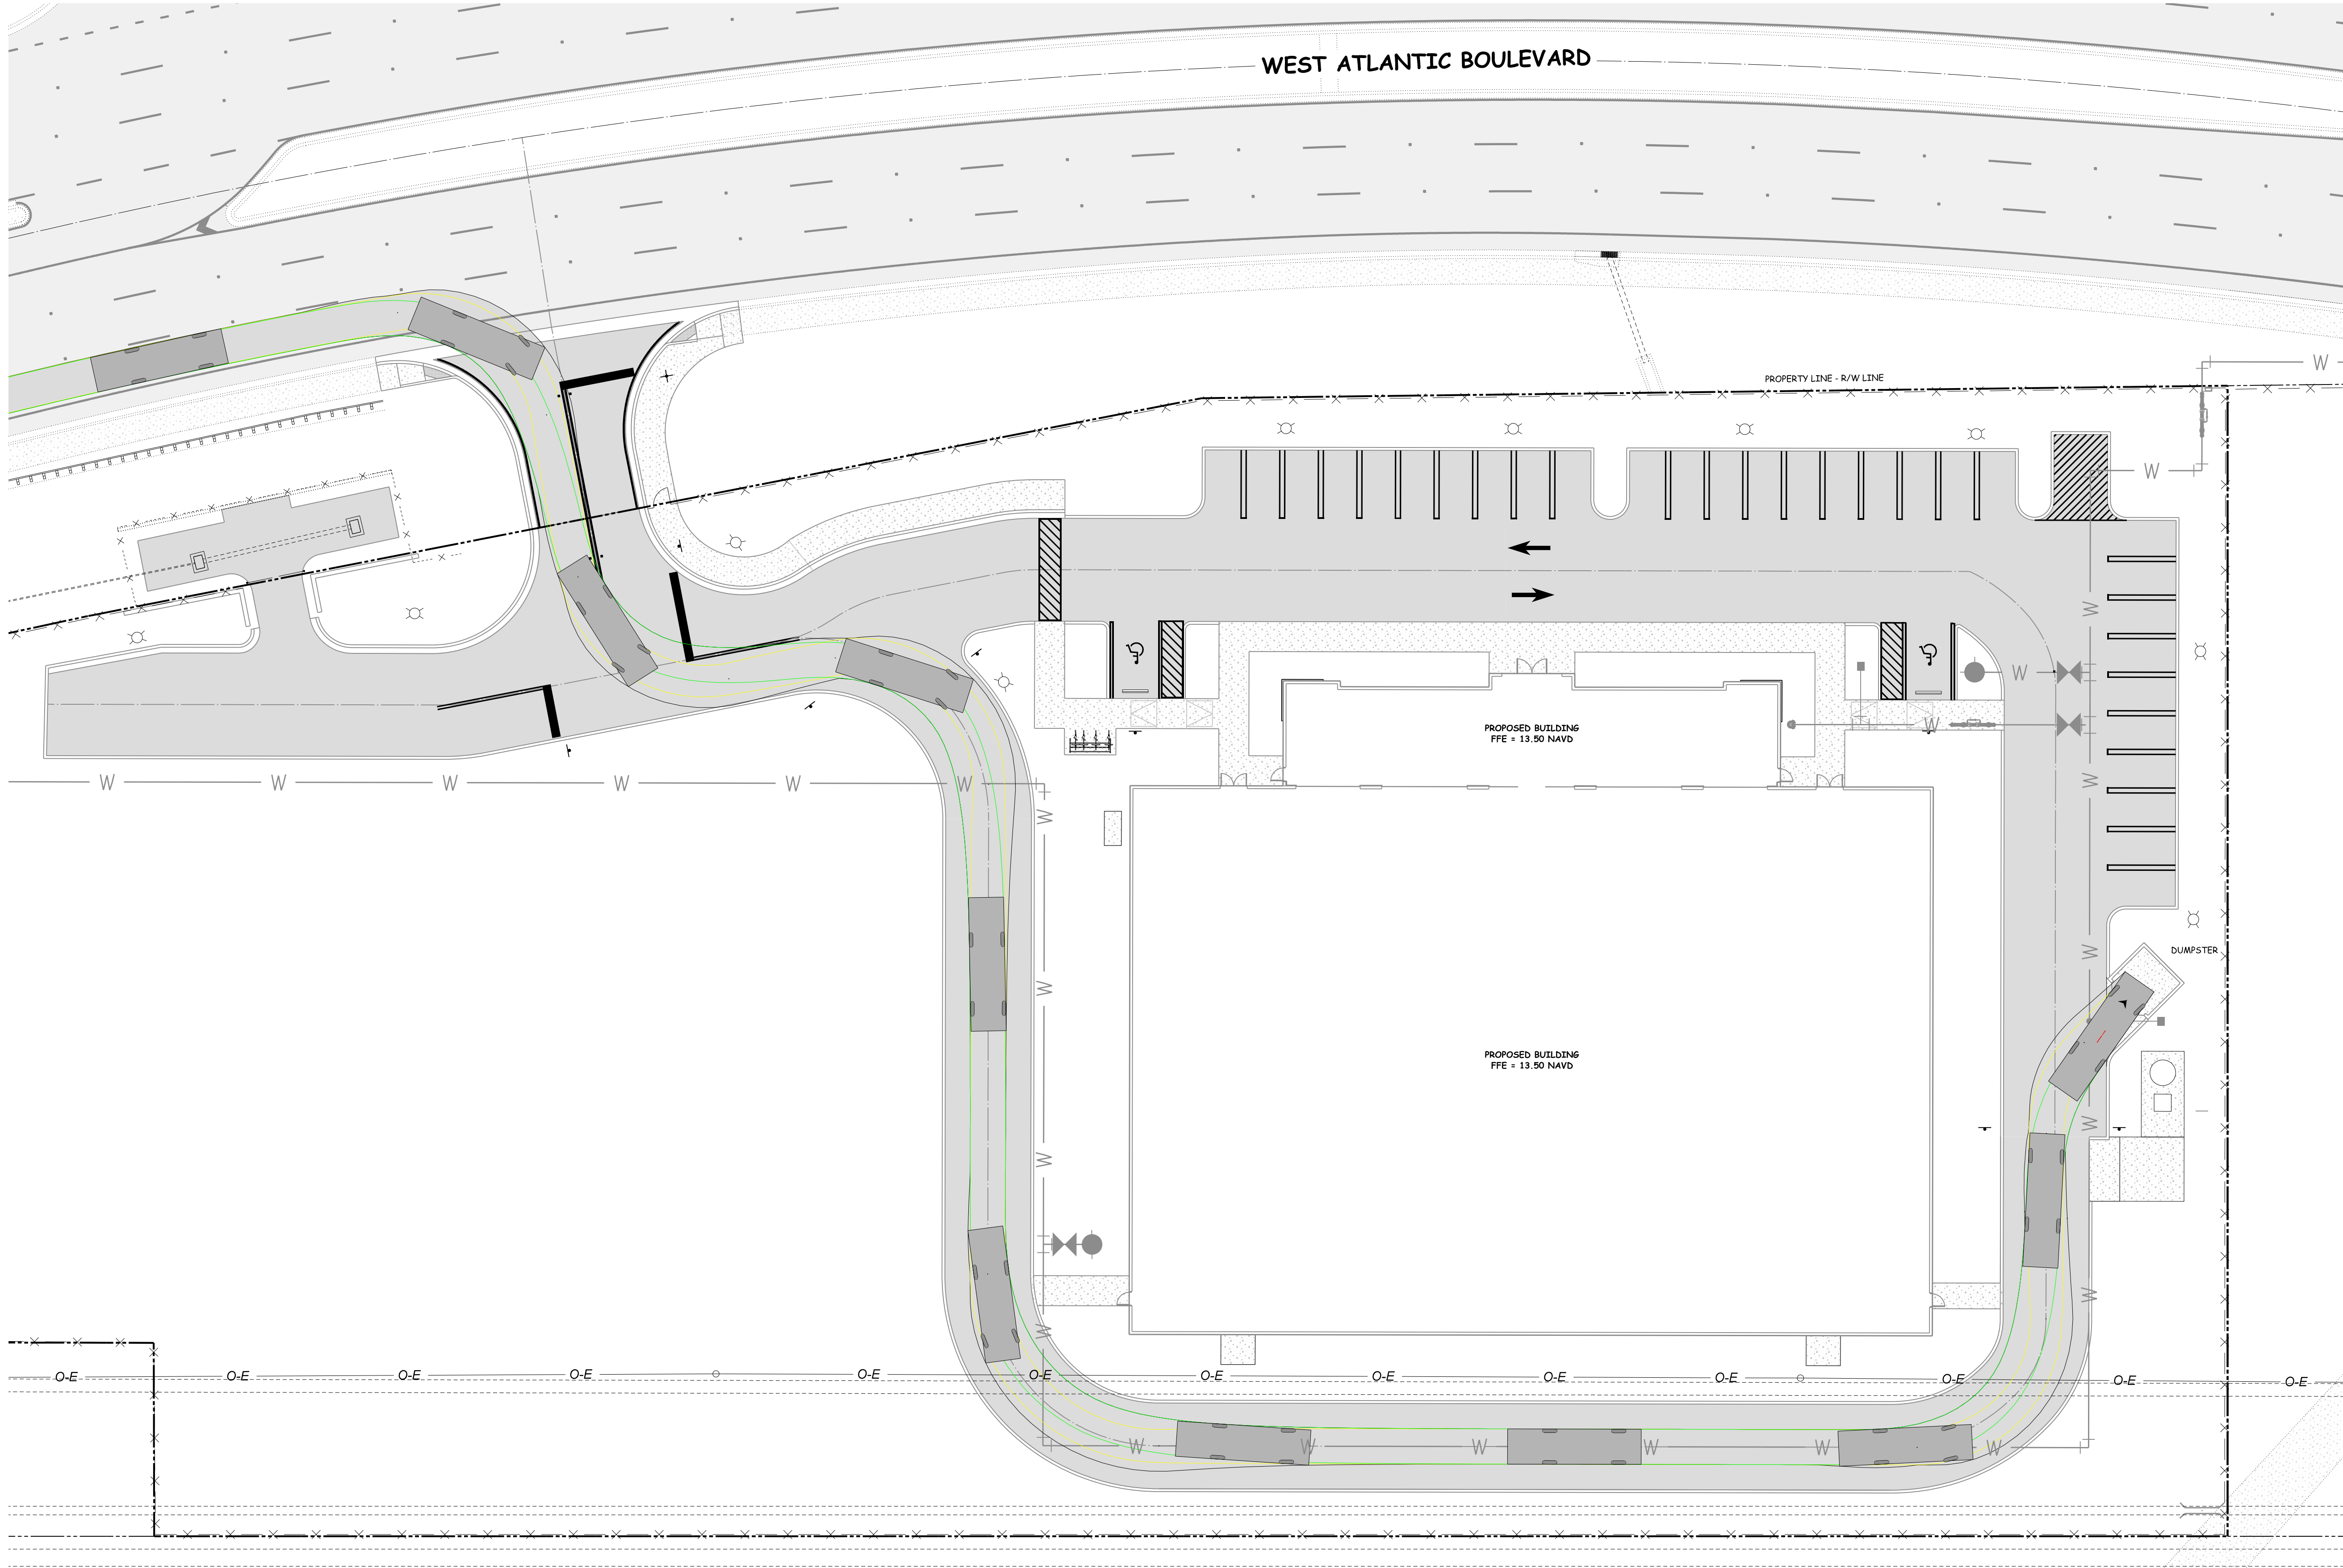 WEST ATLANTIC BOULEVARD
PROPERTY LINE - R/W LINE
W
W
W
W
W
PROPOSED BUILDING
FFE = 13.50 NAVD
W
W
W
W
W
W
W
W
W
W
W
DUMPSTER
W
W
PROPOSED BUILDING
FFE = 13.50 NAVD
W
W
W
W
O-E
O-E
O-E
O-E
O-E
O-E
O-E
O-E
O-E
O-E
O-E
O-E
O-E
W
W
W
W
W
W